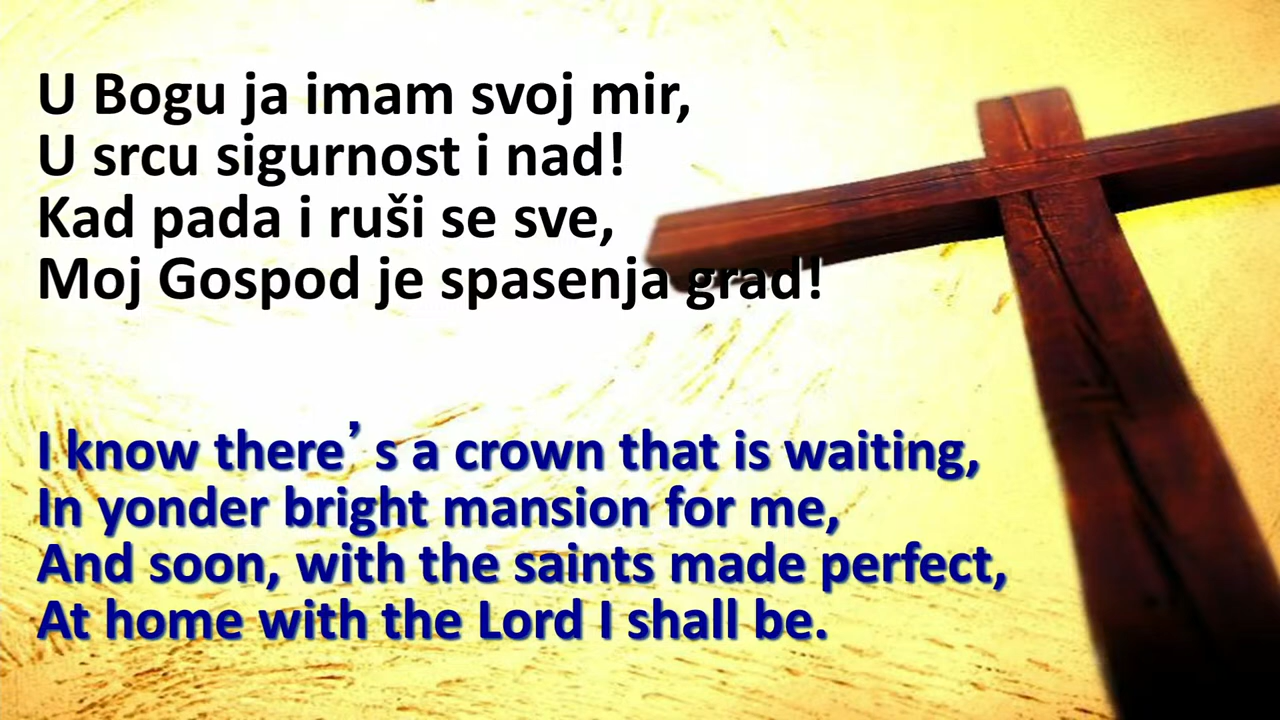 U Bogu ja imam svoj mir,
U srcu sigurnost i nad!
Kad pada i ruši se sve,
Moj Gospod je spasenja grad!
I know there’s a crown that is waiting,
In yonder bright mansion for me,
And soon, with the saints made perfect,
At home with the Lord I shall be.